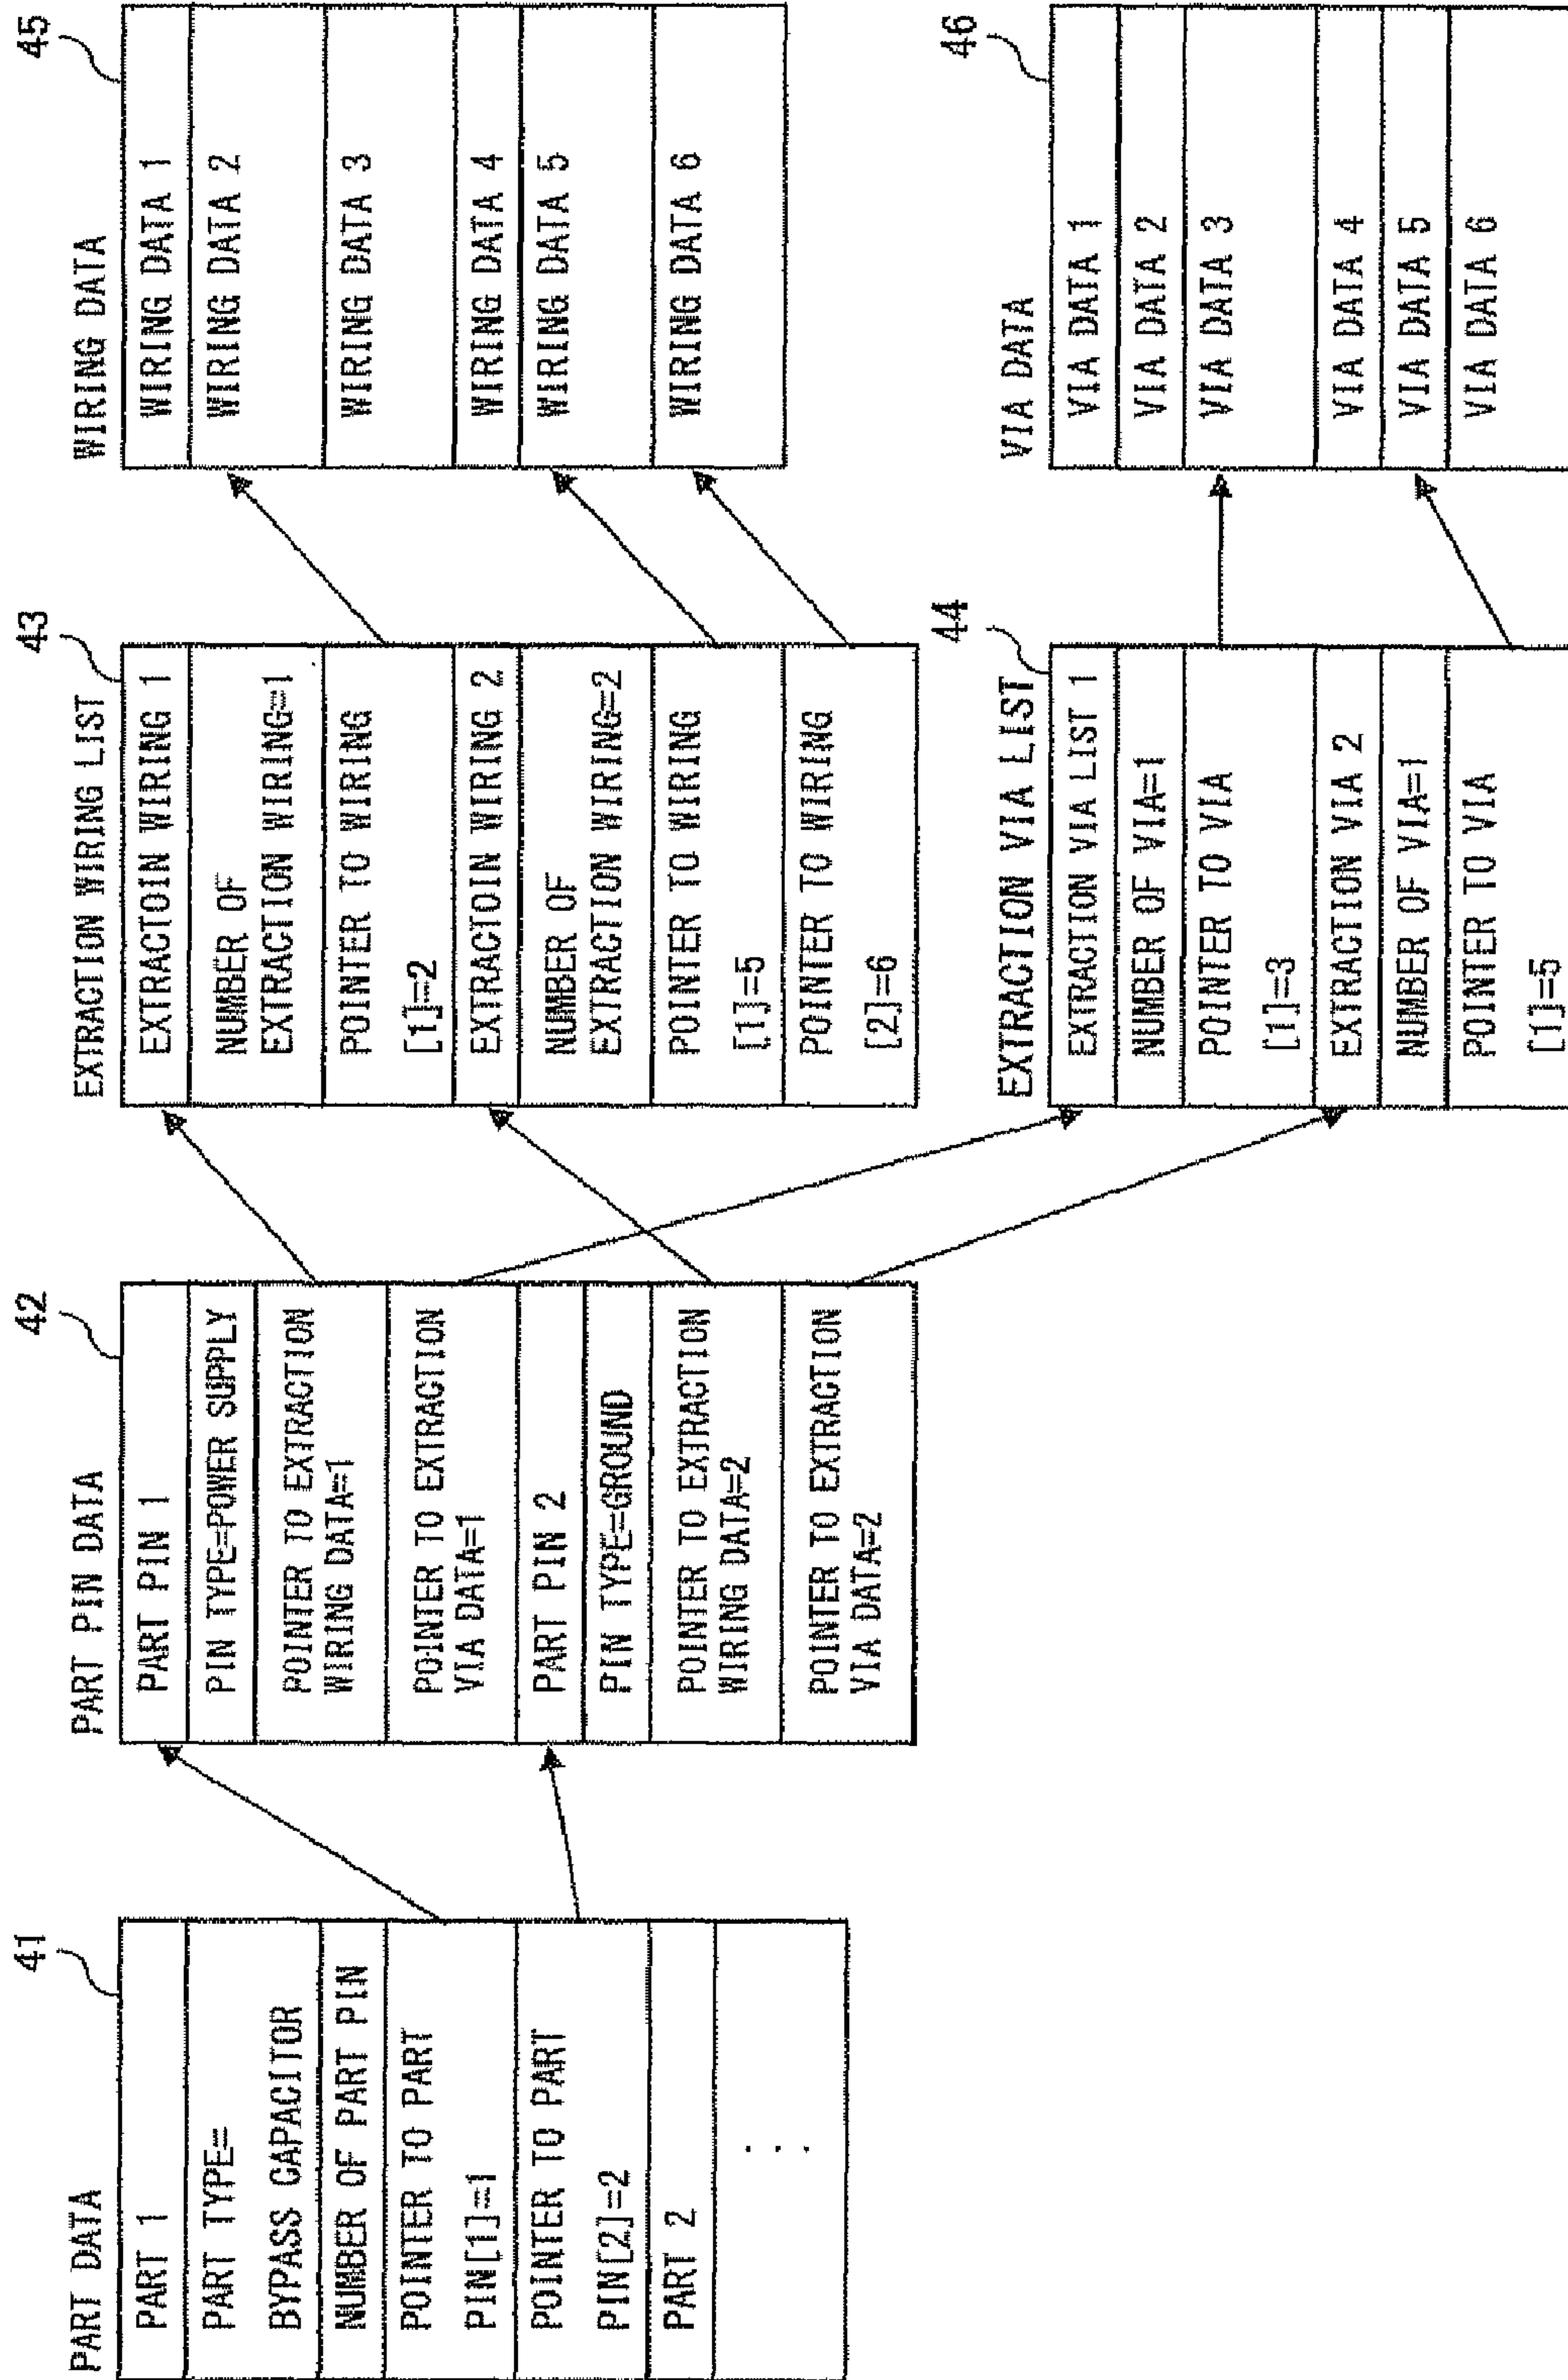 PART DATA
41
PART 1
PART TYPE=
BYPASS CAPACITOR
NUMBER OF PART PIN
POINTER TO PART
PIN[1]=1
POINTER TO PART
PIN[2]=2
PART 2
...
PART PIN DATA
42
PART PIN 1
PIN TYPE=POWER SUPPLY
POINTER TO EXTRACTION
WIRING DATA=1
POINTER TO EXTRACTION
VIA DATA=1
PART PIN 2
PIN TYPE=GROUND
POINTER TO EXTRACTION
WIRING DATA=2
POINTER TO EXTRACTION
VIA DATA=2
EXTRACTION WIRING LIST
43
EXTRACTOIN WIRING 1
NUMBER OF
EXTRACTION WIRING=1
POINTER TO WIRING
[1]=2
EXTRACTOIN WIRING 2
NUMBER OF
EXTRACTION WIRING=2
POINTER TO WIRING
[1]=5
POINTER TO WIRING
[2]=6
EXTRACTION VIA LIST
44
EXTRACTION VIA LIST 1
NUMBER OF VIA=1
POINTER TO VIA
[1]=3
EXTRACTION VIA 2
NUMBER OF VIA=1
POINTER TO VIA
[1]=5
WIRING DATA
45
WIRING DATA 1
WIRING DATA 2
WIRING DATA 3
WIRING DATA 4
WIRING DATA 5
WIRING DATA 6
VIA DATA
46
VIA DATA 1
VIA DATA 2
VIA DATA 3
VIA DATA 4
VIA DATA 5
VIA DATA 6